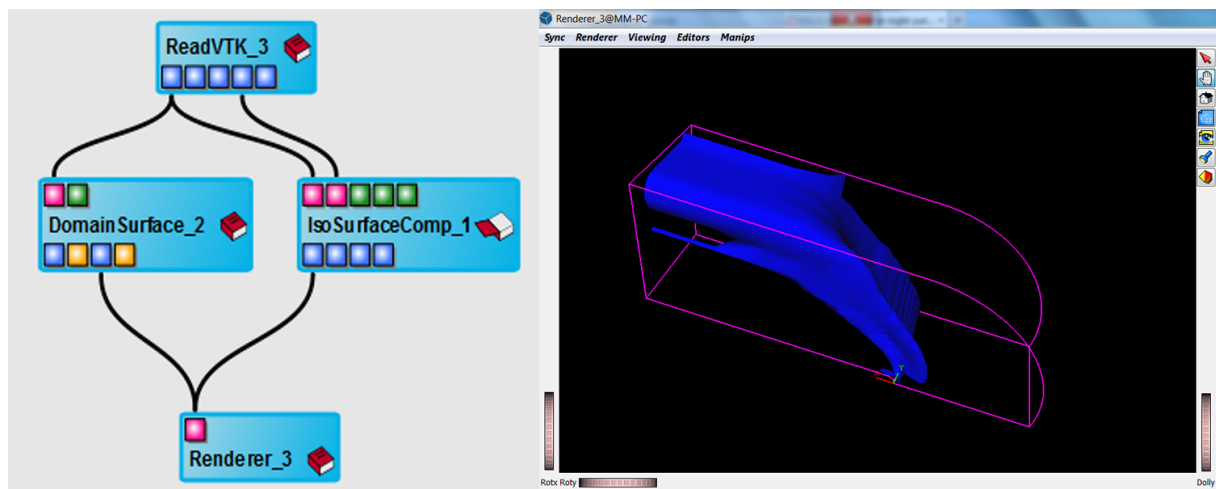 ReadVTK_3
DomainSurface_2
IsoSurfaceComp_1
Renderer_3
Renderer_3@MM-PC
Sync Renderer Viewing Editors Manips
Y
Rotx Roty
Dolly